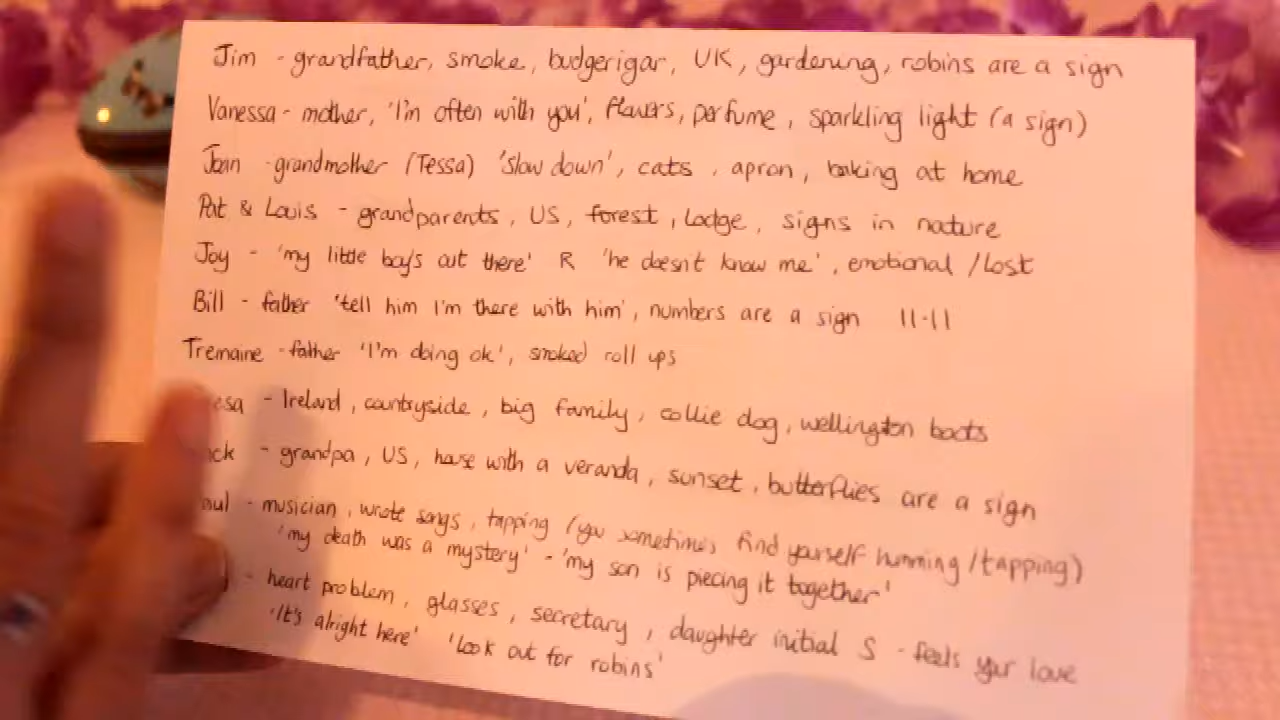 Jim - grandfather, smoke, budgerigar, UK, gardening, robins are a sign
Vanessa - mother, 'I'm often with you', flowers, perfume, sparkling light (a sign)
Joan - grandmother (Tessa) 'slow down', cats, apron, baking at home
Pat & Louis - grandparents, US, forest, Lodge, signs in nature
Joy - 'my little boy's out there' R 'he doesn't know me', emotional / Lost
Bill - father 'tell him I'm there with him', numbers are a sign 11-11
Tremaine - father 'I'm doing ok', smoked roll ups
- Ireland, countryside, big family, collie dog, wellington boots
- grandpa, US, house with a veranda, sunset, butterflies are a sign
- musician, wrote songs, tapping (you sometimes find yourself humming / tapping)
'my death was a mystery' - 'my son is piecing it together'
- heart problem, glasses, secretary, daughter initial S - feels your love
'It's alright here' 'look out for robins'